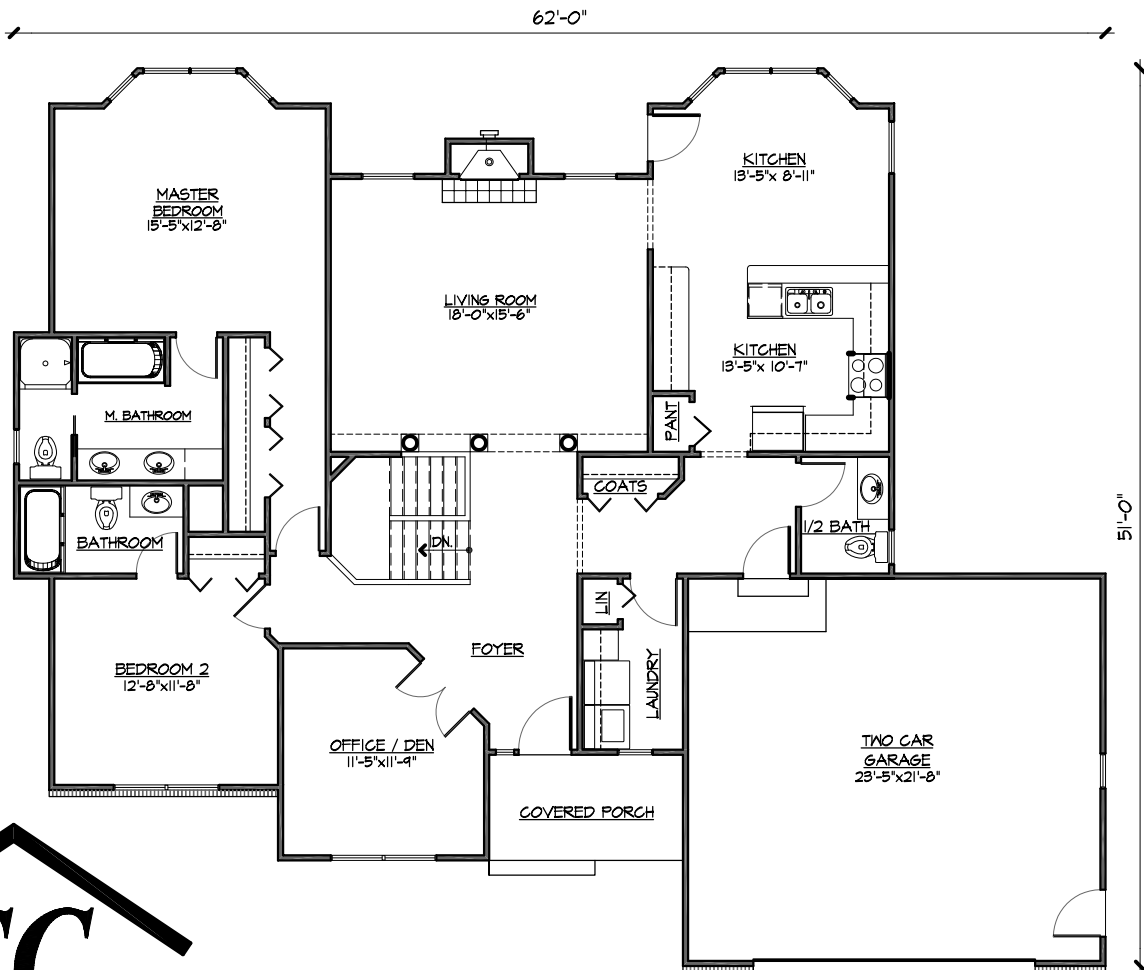 62'-0"
KITCHEN
13'-5"x 8'-11"
MASTER
BEDROOM
15'-5"x12'-8"
LIVING ROOM
18'-0"x15'-6"
KITCHEN
13'-5"x 10'-7"
M. BATHROOM
PANT
COATS
1/2 BATH
BATHROOM
DN.
51'-0"
LIN
FOYER
BEDROOM 2
12'-8"x11'-8"
LAUNDRY
OFFICE / DEN
11'-5"x11'-9"
TWO CAR
GARAGE
23'-5"x21'-8"
COVERED PORCH